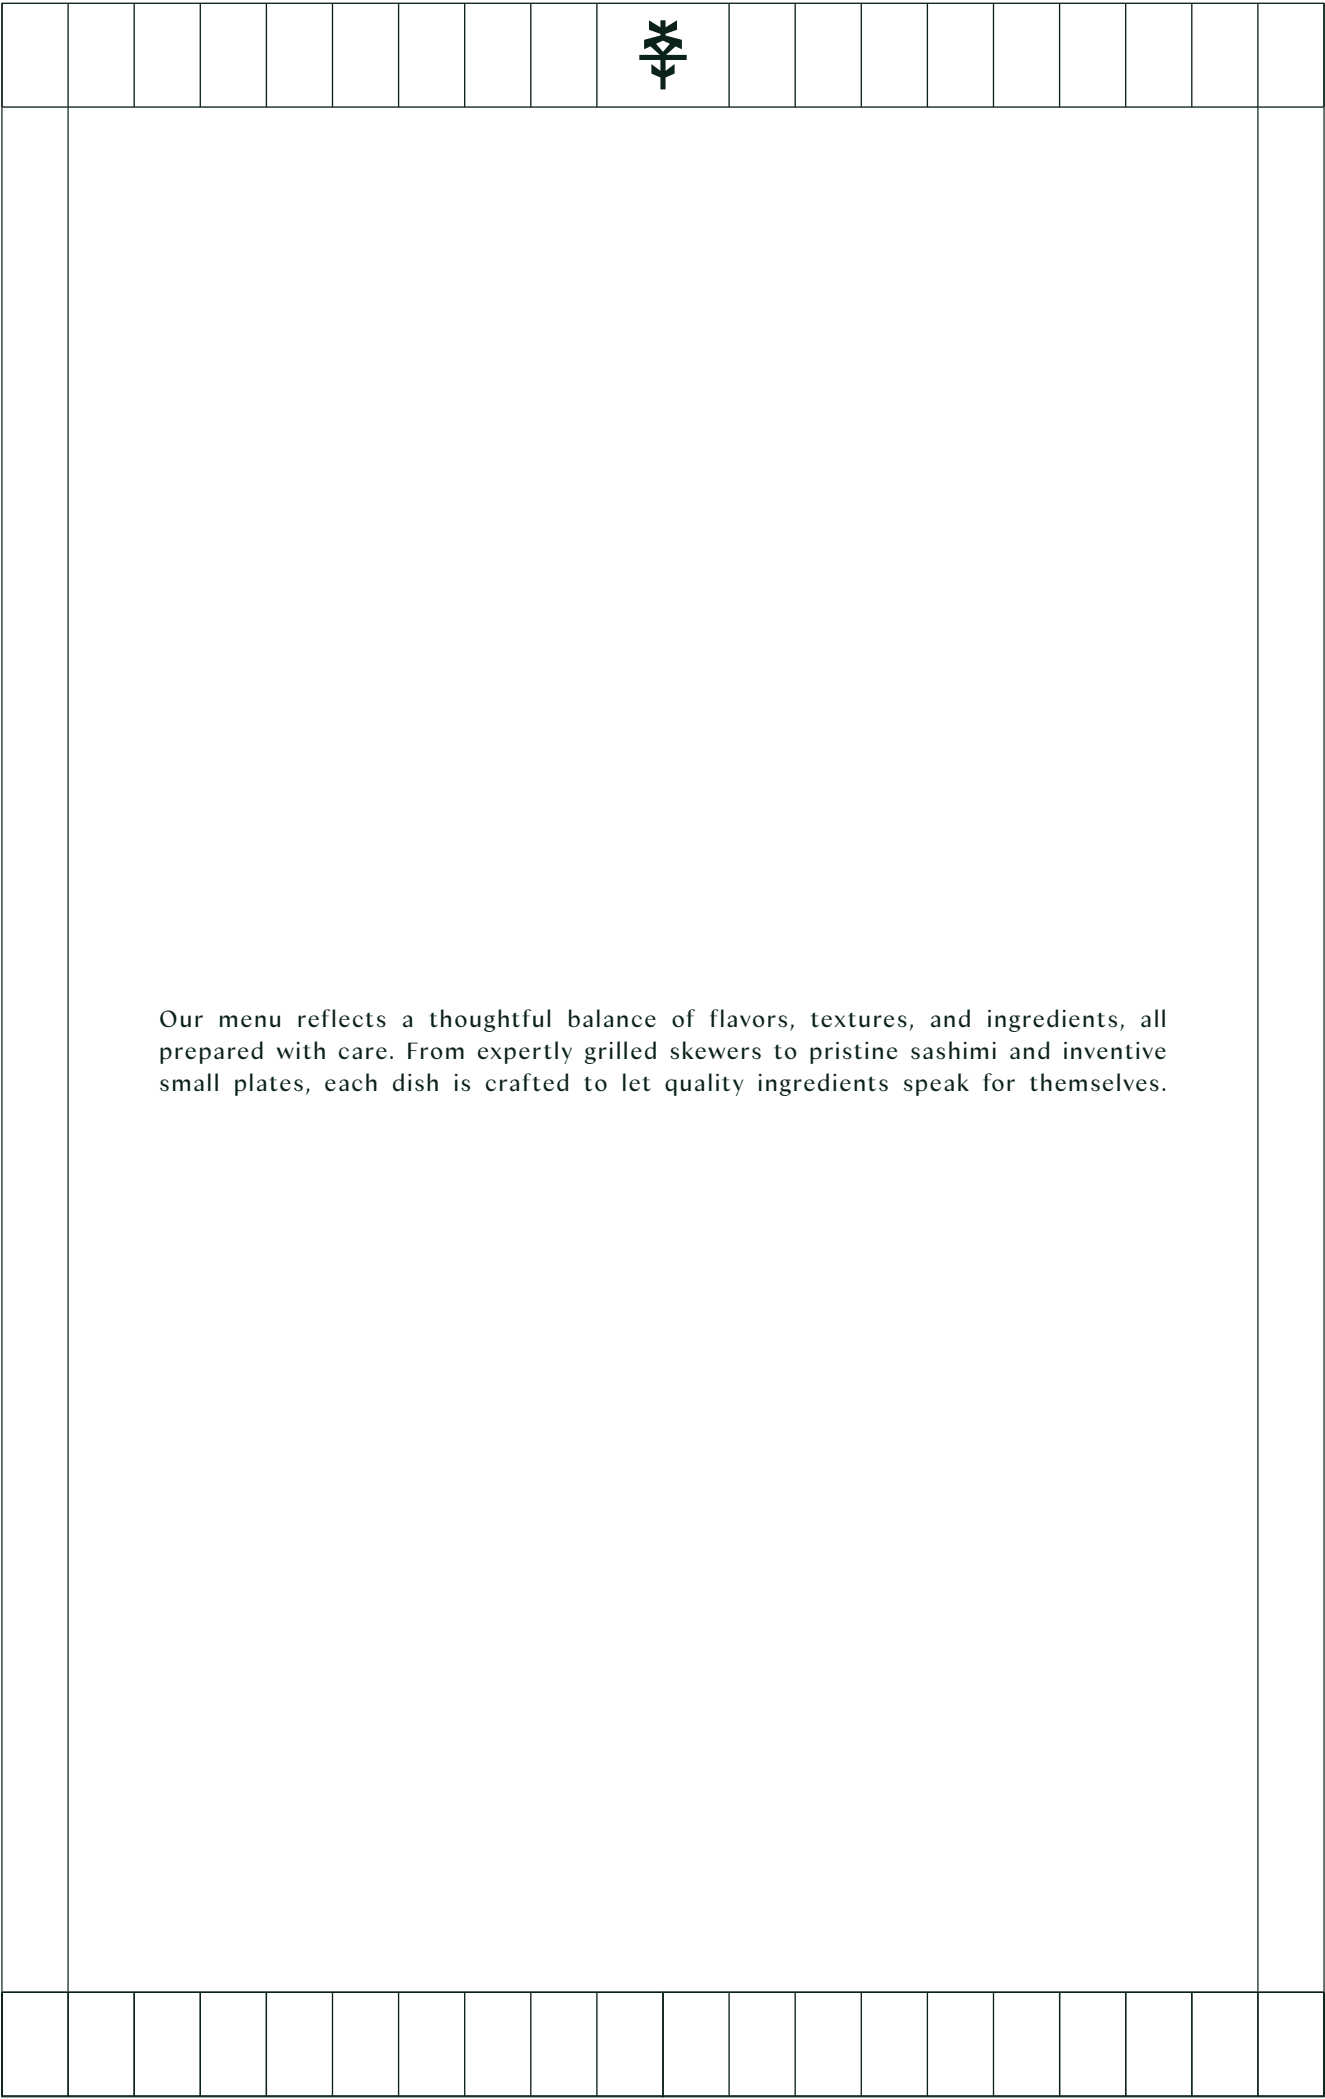 Our menu reflects a thoughtful balance of flavors, textures, and ingredients, all
prepared with care. From expertly grilled skewers to pristine sashimi and inventive
small plates, each dish is crafted to let quality ingredients speak for themselves.